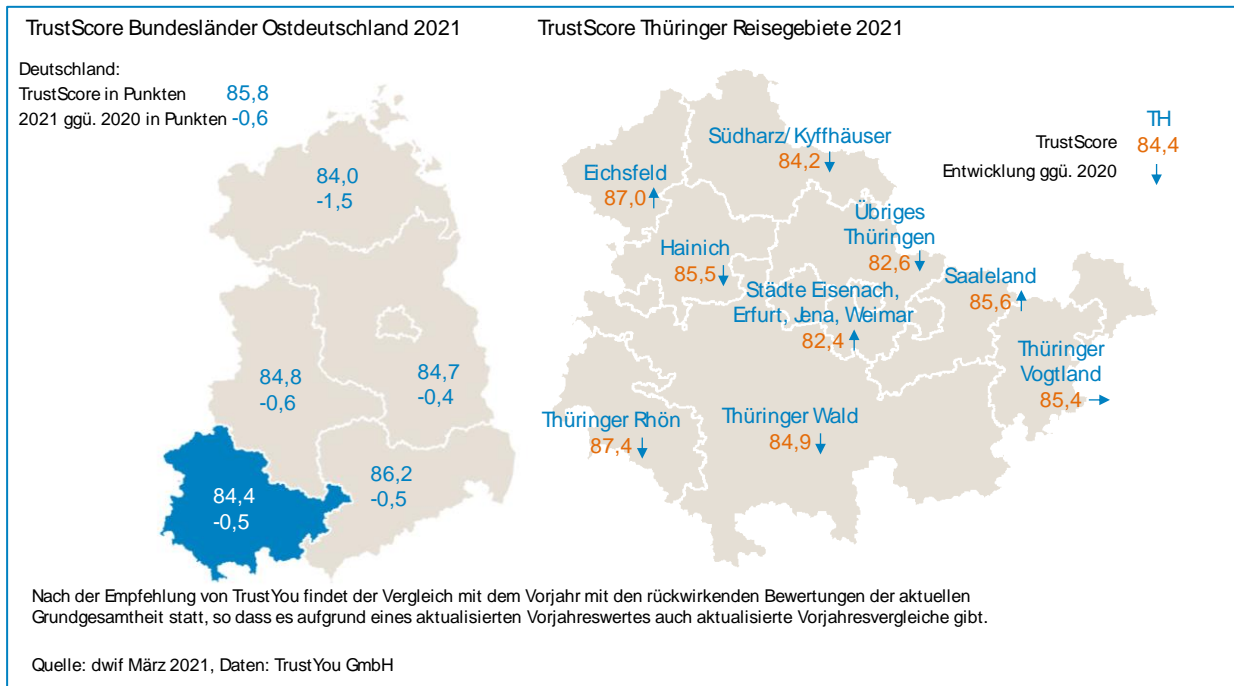 TrustScore Bundesländer Ostdeutschland 2021
Deutschland:
TrustScore in Punkten 85,8
2021 ggü. 2020 in Punkten -0,6
84,0
-1,5
84,8
-0,6
84,7
-0,4
86,2
-0,5
84,4
-0,5
TrustScore Thüringer Reisegebiete 2021
TH
TrustScore 84,4
Entwicklung ggü. 2020
Südharz/ Kyffhäuser
84,2
Eichsfeld
87,0
Übriges
Thüringen
82,6
Hainich
85,5
Saaleland
85,6
Städte Eisenach,
Erfurt, Jena, Weimar
82,4
Thüringer
Vogtland
85,4
Thüringer Rhön
87,4
Thüringer Wald
84,9
Nach der Empfehlung von TrustYou findet der Vergleich mit dem Vorjahr mit den rückwirkenden Bewertungen der aktuellen
Grundgesamtheit statt, so dass es aufgrund eines aktualisierten Vorjahreswertes auch aktualisierte Vorjahresvergleiche gibt.
Quelle: dwif März 2021, Daten: TrustYou GmbH